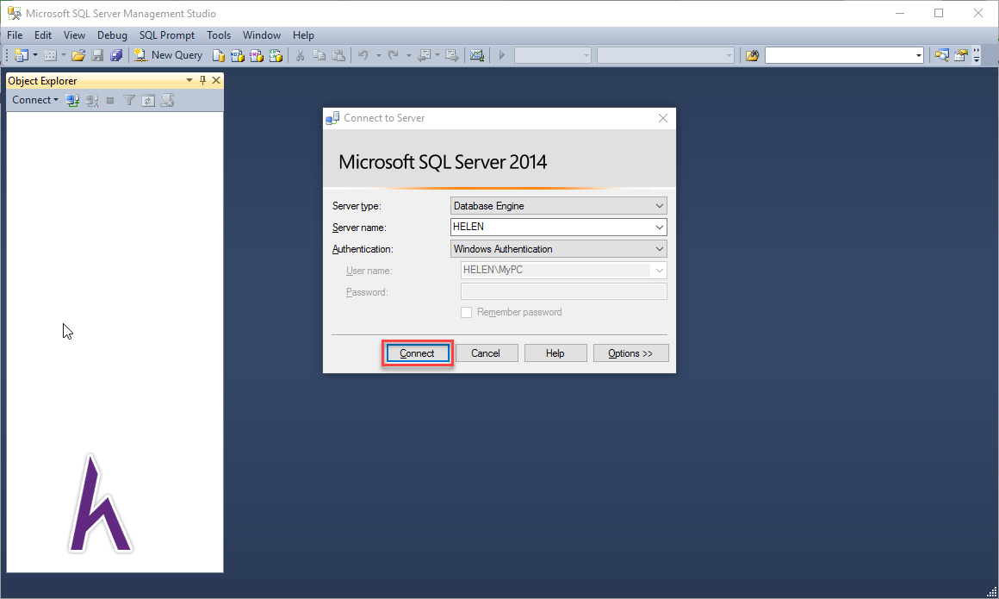 Microsoft SQL Server Management Studio
File Edit View Debug SQL Prompt Tools Window Help
New Query
Object Explorer
Connect
Connect to Server
Microsoft SQL Server 2014
Server type: Database Engine
Server name: HELEN
Authentication: Windows Authentication
User name: HELEN\MyPC
Password:
Remember password
Connect Cancel Help Options >>